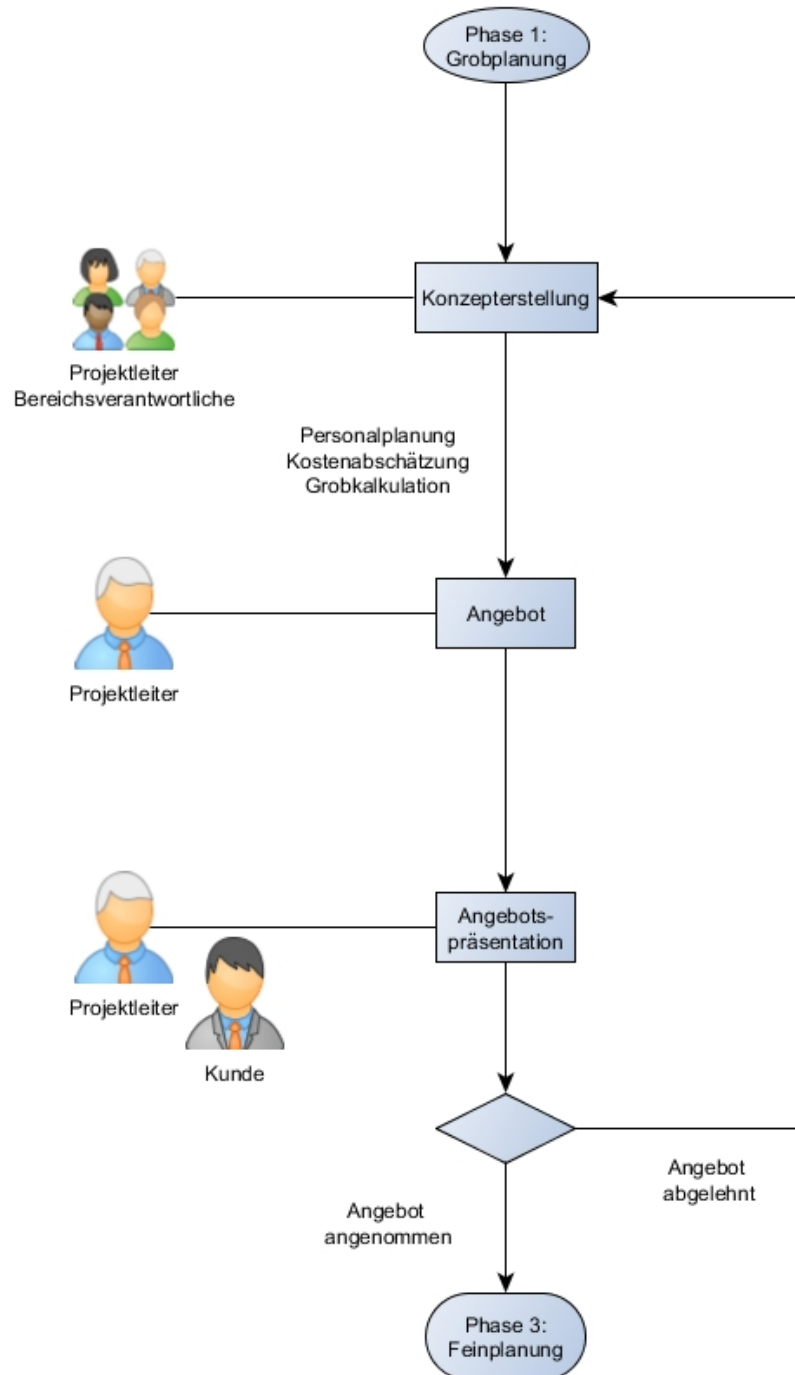 Phase 1:
Grobplanung
Konzepterstellung
Projektleiter
Bereichsverantwortliche
Personalplanung
Kostenabschätzung
Grobkalkulation
Angebot
Projektleiter
Angebots-
präsentation
Projektleiter
Kunde
Angebot
abgelehnt
Angebot
angenommen
Phase 3:
Feinplanung